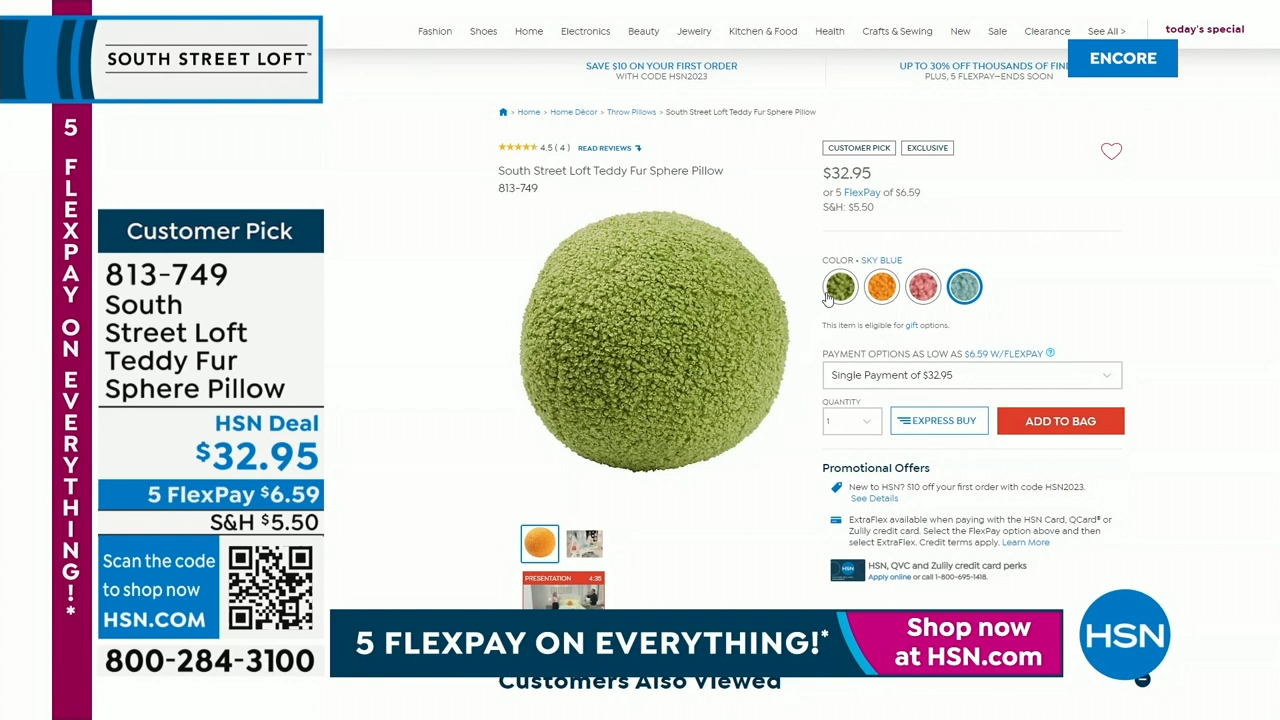 SOUTH STREET LOFT™
5 FLEXPAY ON EVERYTHING!*
Customer Pick
813-749
South
Street Loft
Teddy Fur
Sphere Pillow
HSN Deal
$32.95
5 FlexPay $6.59
S&H $5.50
Scan the code
to shop now
HSN.COM
800-284-3100
Fashion Shoes Home Electronics Beauty Jewelry Kitchen & Food Health Crafts & Sewing New Sale Clearance See All > today's special
ENCORE
SAVE $10 ON YOUR FIRST ORDER
WITH CODE HSN2023
UP TO 30% OFF THOUSANDS OF FIN
PLUS, 5 FLEXPAY—ENDS SOON
> Home > Home Décor > Throw Pillows > South Street Loft Teddy Fur Sphere Pillow
4.5 ( 4 ) READ REVIEWS
South Street Loft Teddy Fur Sphere Pillow
813-749
CUSTOMER PICK EXCLUSIVE
$32.95
or 5 FlexPay of $6.59
S&H: $5.50
COLOR • SKY BLUE
This item is eligible for gift options.
PAYMENT OPTIONS AS LOW AS $6.59 W/FLEXPAY ?
Single Payment of $32.95
QUANTITY
1
EXPRESS BUY
ADD TO BAG
Promotional Offers
New to HSN? $10 off your first order with code HSN2023.
See Details
ExtraFlex available when paying with the HSN Card, QCard® or
Zulily credit card. Select the FlexPay option above and then
select ExtraFlex. Credit terms apply. Learn More
HSN
HSN, QVC and Zulily credit card perks
Apply online or call 1-800-695-1418.
PRESENTATION 4:35
5 FLEXPAY ON EVERYTHING!*
Shop now
at HSN.com
HSN
Customers Also Viewed